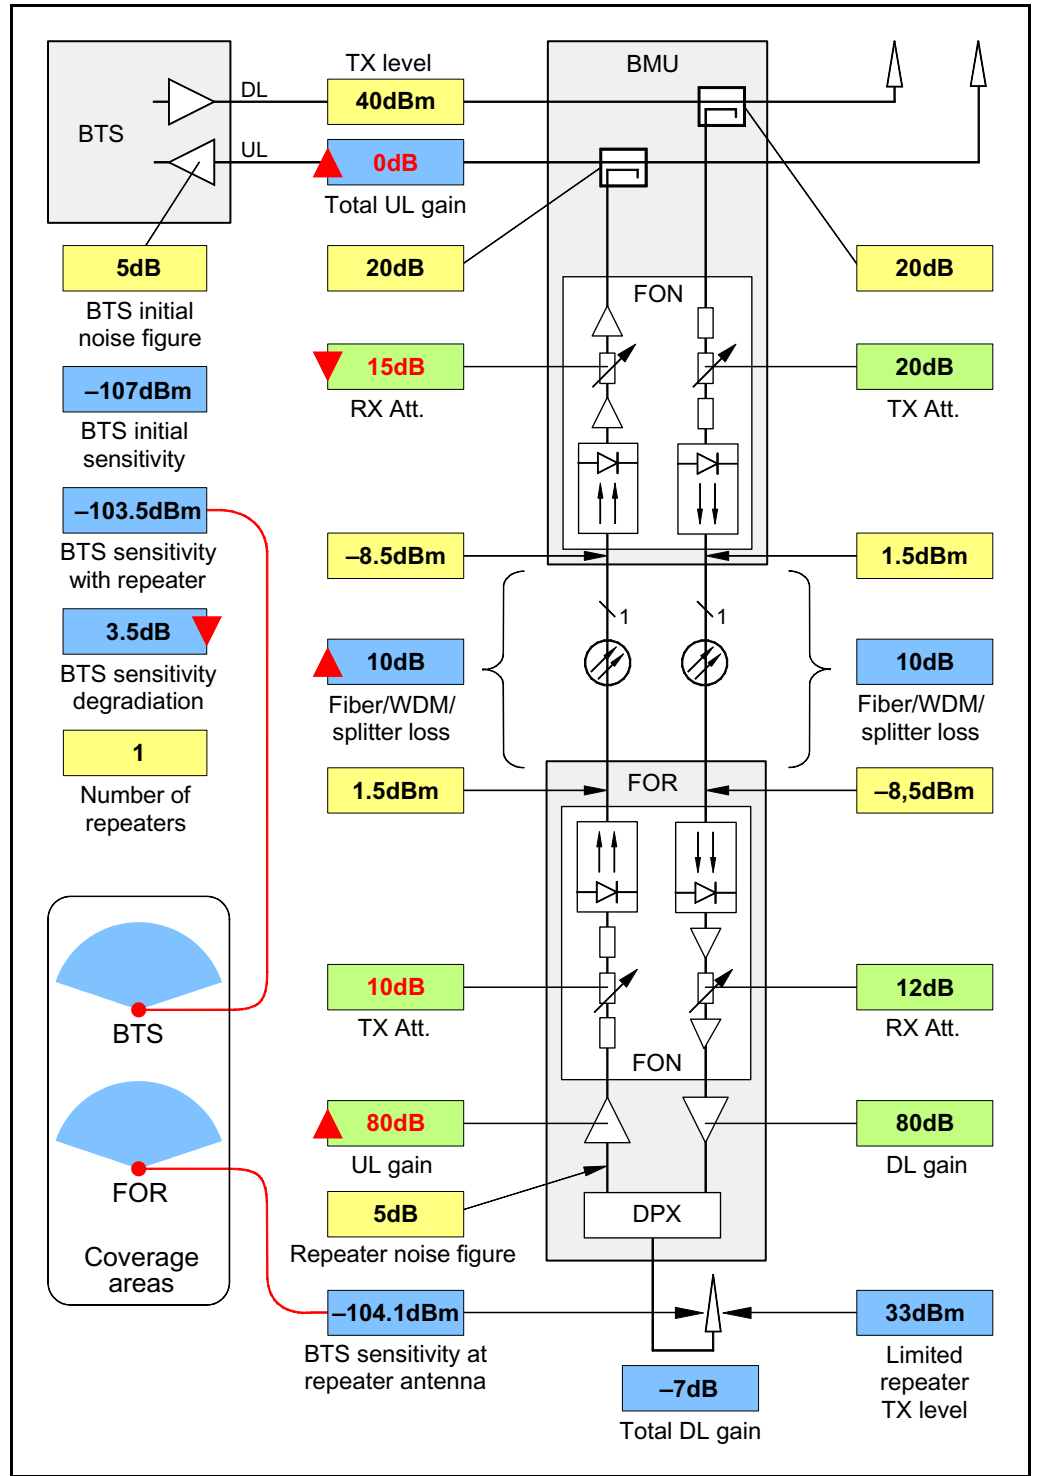 TX level
BMU
DL
40dBm
BTS
UL
0dB
Total UL gain
5dB
20dB
20dB
BTS initial
noise figure
FON
–107dBm
15dB
20dB
RX Att.
TX Att.
BTS initial
sensitivity
–103.5dBm
BTS sensitivity
with repeater
–8.5dBm
1.5dBm
3.5dB
1
1
BTS sensitivity
degradation
10dB
10dB
Fiber/WDM/
splitter loss
Fiber/WDM/
splitter loss
1
Number of
repeaters
1.5dBm
FOR
–8,5dBm
10dB
12dB
TX Att.
RX Att.
BTS
FON
80dB
80dB
UL gain
DL gain
FOR
5dB
DPX
Repeater noise figure
Coverage
areas
–104.1dBm
33dBm
BTS sensitivity at
repeater antenna
Limited
repeater
TX level
–7dB
Total DL gain